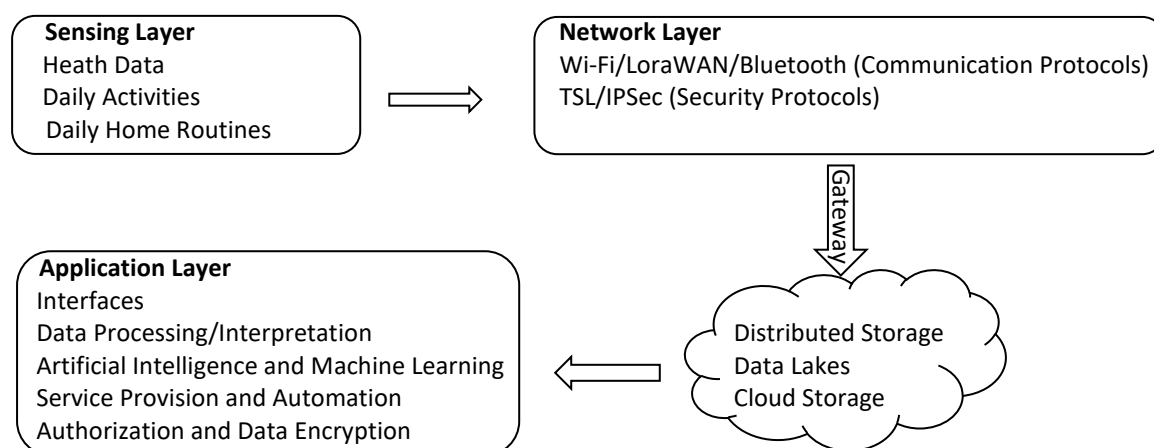 Sensing Layer
Heath Data
Daily Activities
Daily Home Routines
Network Layer
Wi-Fi/LoraWAN/Bluetooth (Communication Protocols)
TSL/IPSec (Security Protocols)
Gateway
Distributed Storage
Data Lakes
Cloud Storage
Application Layer
Interfaces
Data Processing/Interpretation
Artificial Intelligence and Machine Learning
Service Provision and Automation
Authorization and Data Encryption